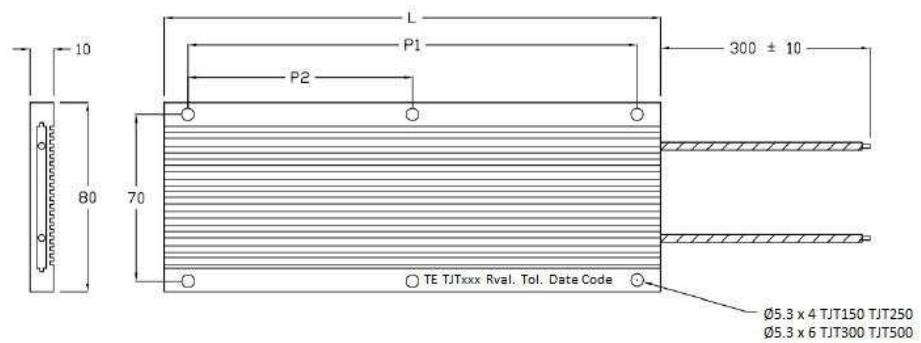 L
10
P1
300 ± 10
P2
80
70
TE TJTxxx Rval. Tol. Date Code
Ø5.3 x 4 TJT150 TJT250
Ø5.3 x 6 TJT300 TJT500